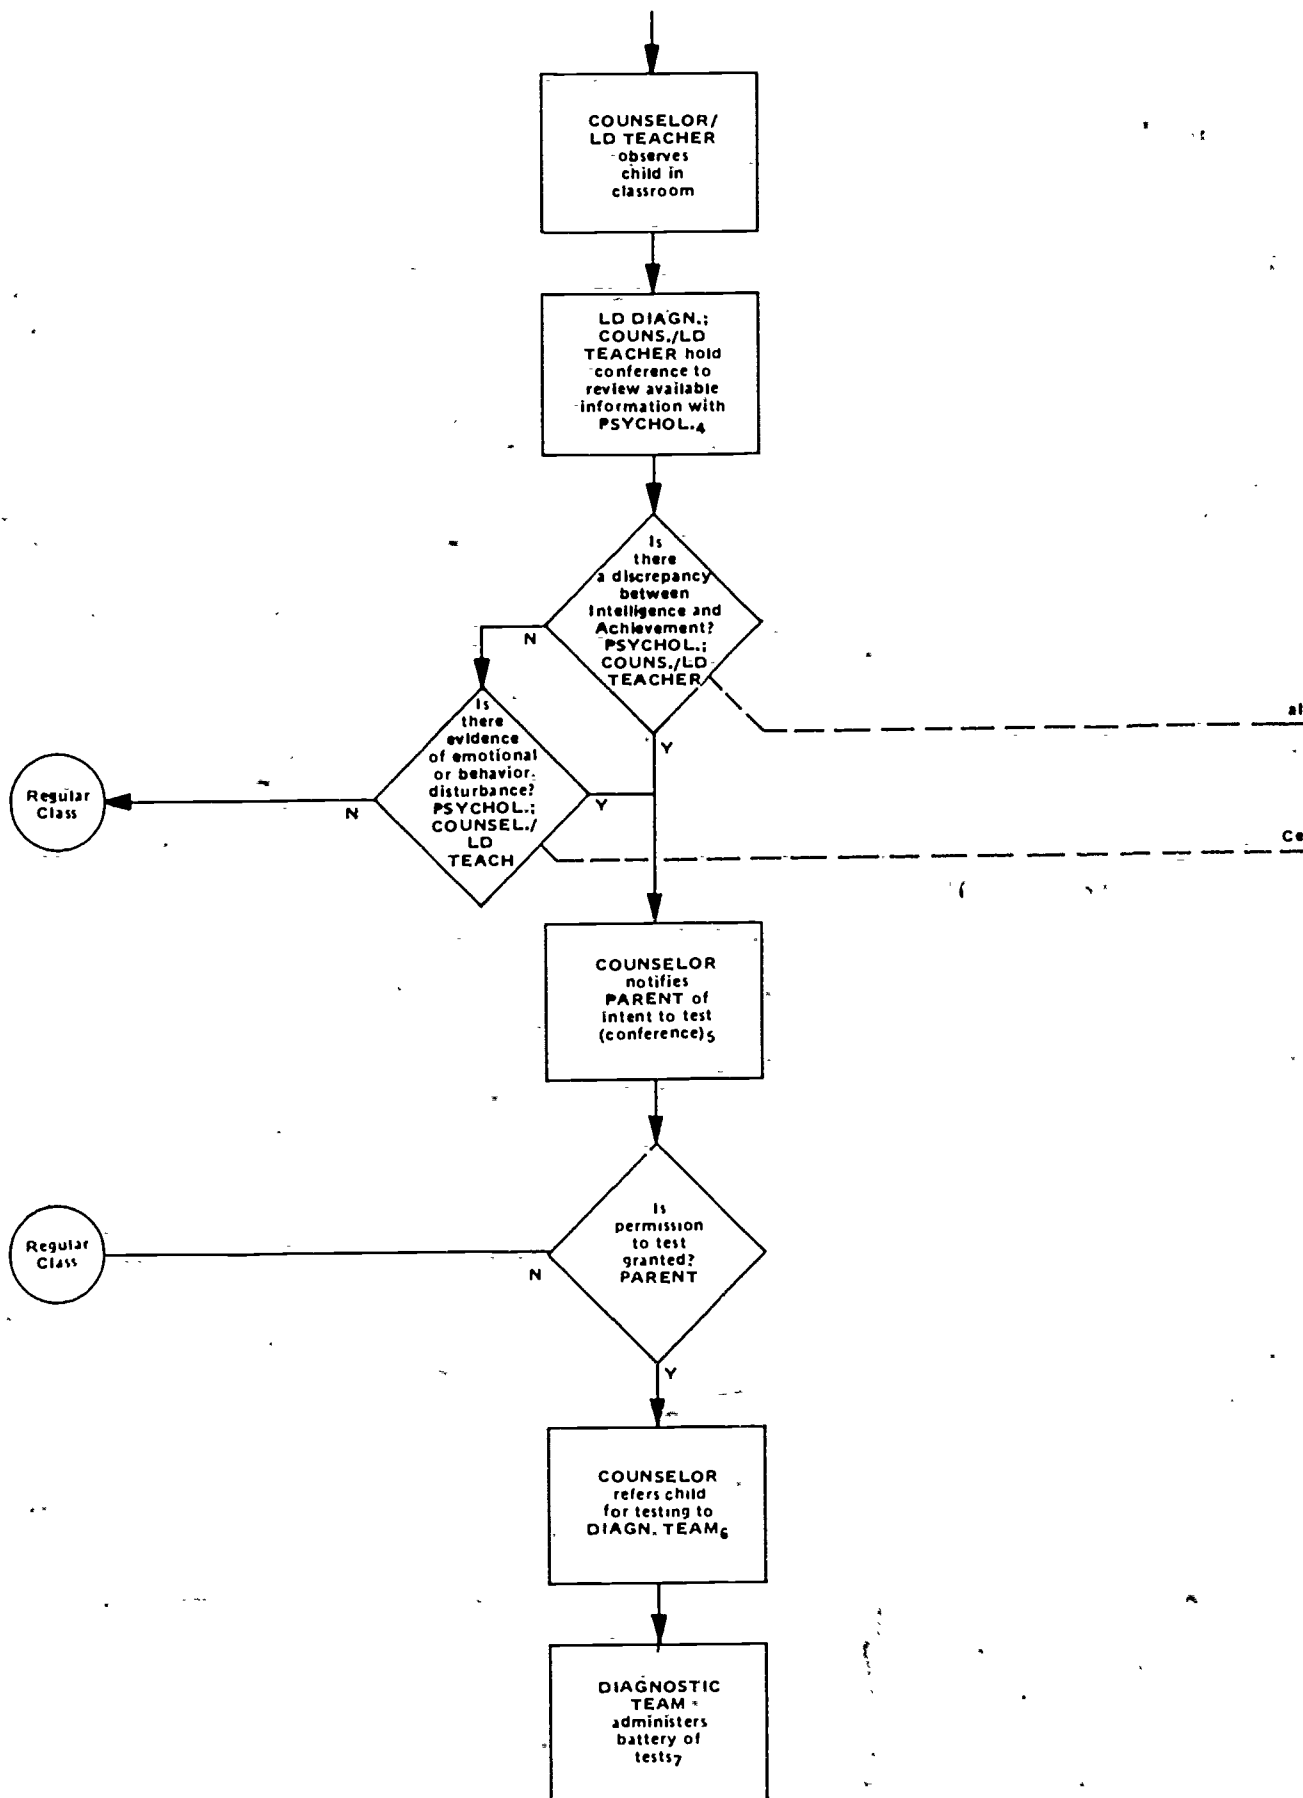 COUNSELOR/
LD TEACHER
observes
child in
classroom
LD DIAGN.;
COUNS./LD
TEACHER hold
conference to
review available
information with
PSYCHOL.4
Is
there
a discrepancy
between
Intelligence and
Achievement?
PSYCHOL.;
COUNS./LD
TEACHER
N
Y
al
Is
there
evidence
of emotional
or behavior
disturbance?
PSYCHOL.;
COUNSEL./
LD
TEACH
Y
N
Regular
Class
Ce
COUNSELOR
notifies
PARENT of
intent to test
(conference)5
Is
permission
to test
granted?
PARENT
N
Regular
Class
Y
COUNSELOR
refers child
for testing to
DIAGN. TEAM6
DIAGNOSTIC
TEAM
administers
battery of
tests7